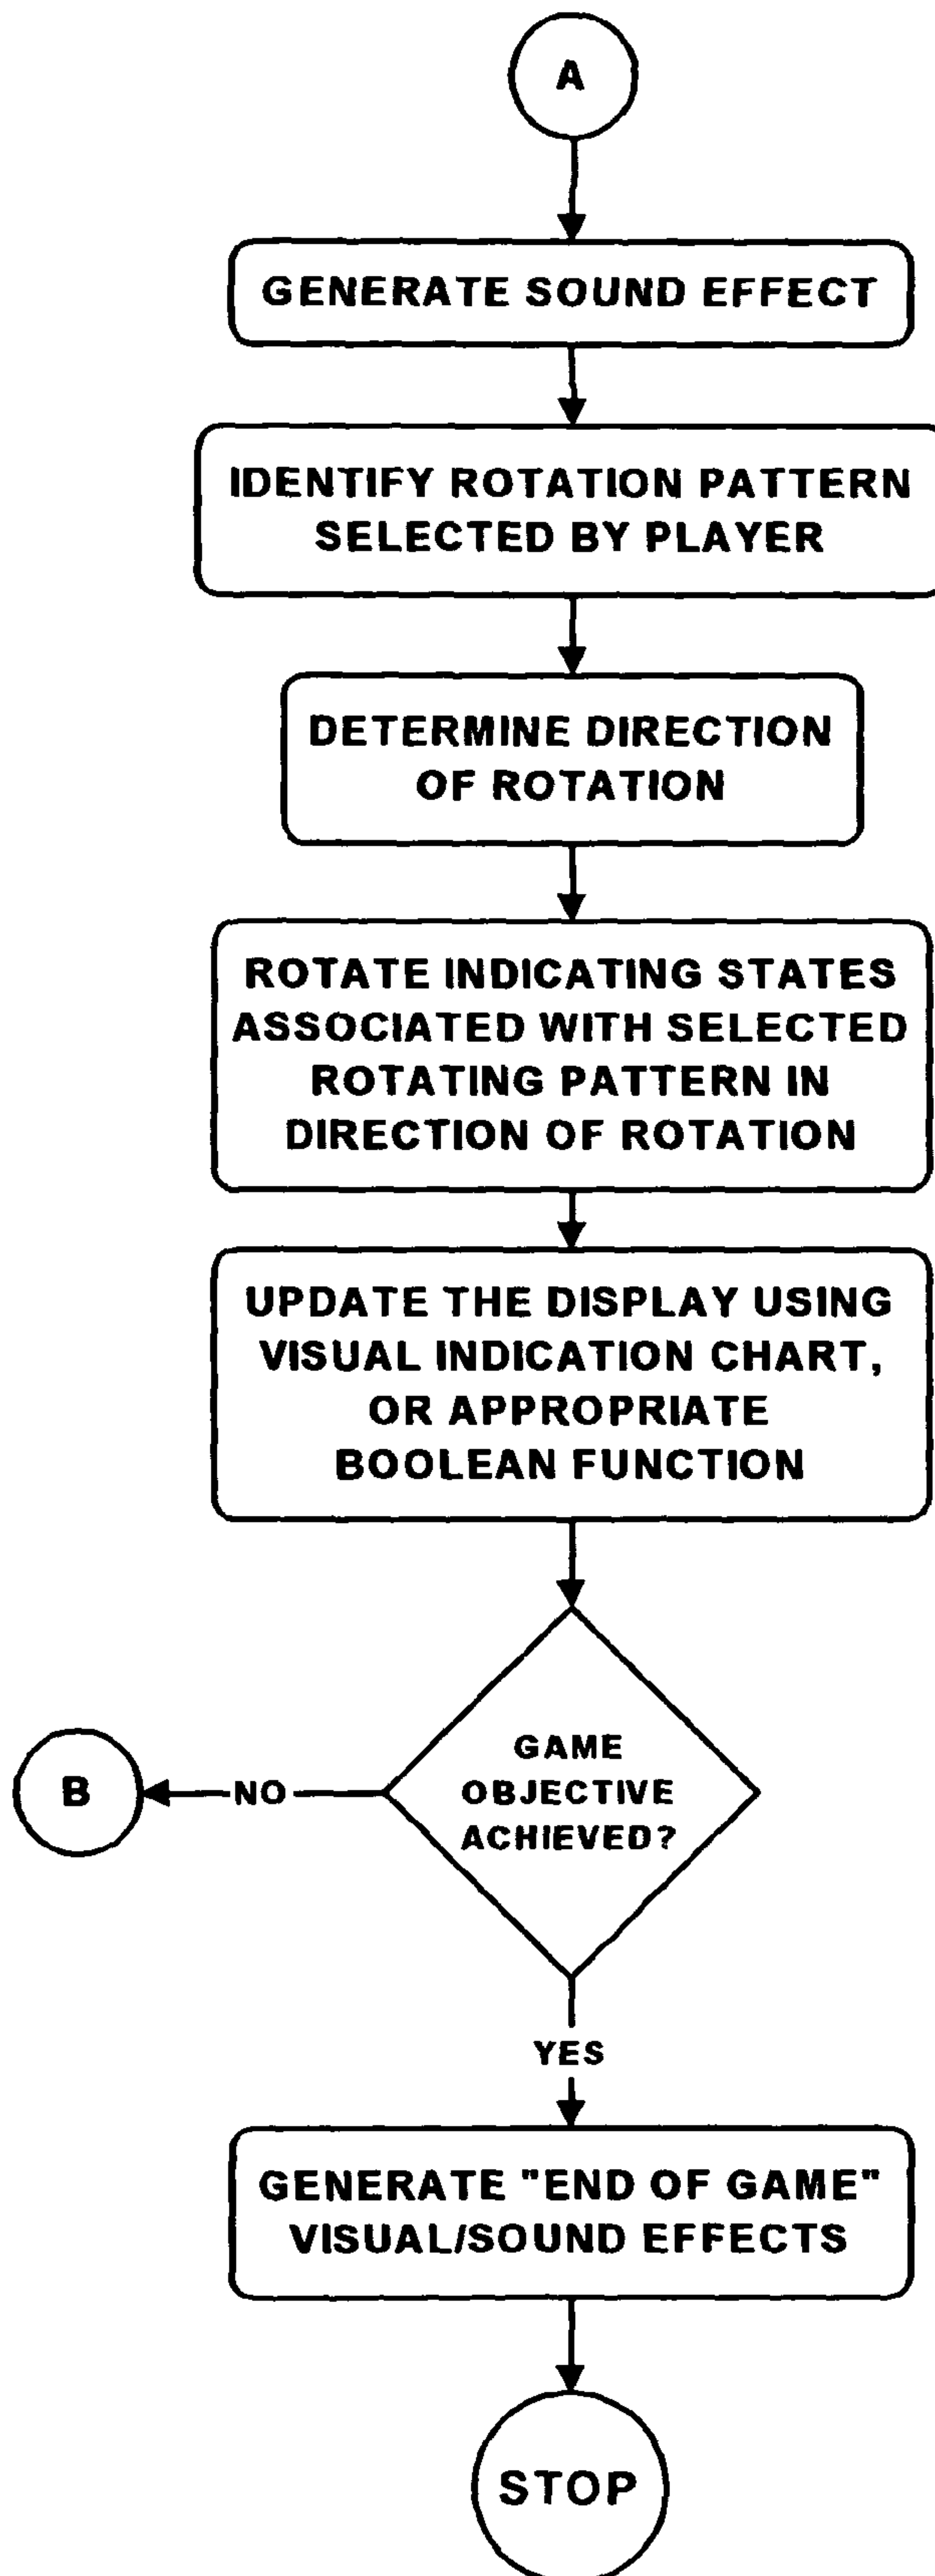 A
GENERATE SOUND EFFECT
IDENTIFY ROTATION PATTERN
SELECTED BY PLAYER
DETERMINE DIRECTION
OF ROTATION
ROTATE INDICATING STATES
ASSOCIATED WITH SELECTED
ROTATING PATTERN IN
DIRECTION OF ROTATION
UPDATE THE DISPLAY USING
VISUAL INDICATION CHART,
OR APPROPRIATE
BOOLEAN FUNCTION
GAME
OBJECTIVE
ACHIEVED?
NO
B
YES
GENERATE "END OF GAME"
VISUAL/SOUND EFFECTS
STOP